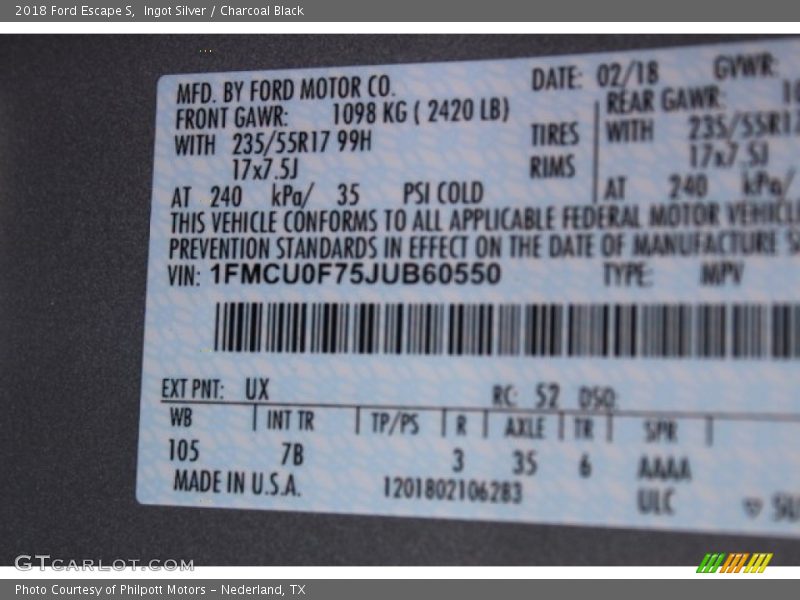 2018 Ford Escape S, Ingot Silver / Charcoal Black
MFD. BY FORD MOTOR CO. DATE: 02/18 GVWR:
FRONT GAWR: 1098 KG ( 2420 LB) REAR GAWR:
WITH 235/55R17 99H TIRES WITH 235/55R17
17x7.5J RIMS 17x7.5J
AT 240 kPa/ 35 PSI COLD AT 240 kPa/
THIS VEHICLE CONFORMS TO ALL APPLICABLE FEDERAL MOTOR VEHICLE
PREVENTION STANDARDS IN EFFECT ON THE DATE OF MANUFACTURE
VIN: 1FMCU0F75JUB60550 TYPE: MPV
EXT PNT: UX RC: 52 DSO:
WB INT TR TP/PS R AXLE TR SPR
105 7B 3 35 6 AAAA
MADE IN U.S.A. 1201802106283 ULC
GTCARLOT.COM
Photo Courtesy of Philpott Motors - Nederland, TX